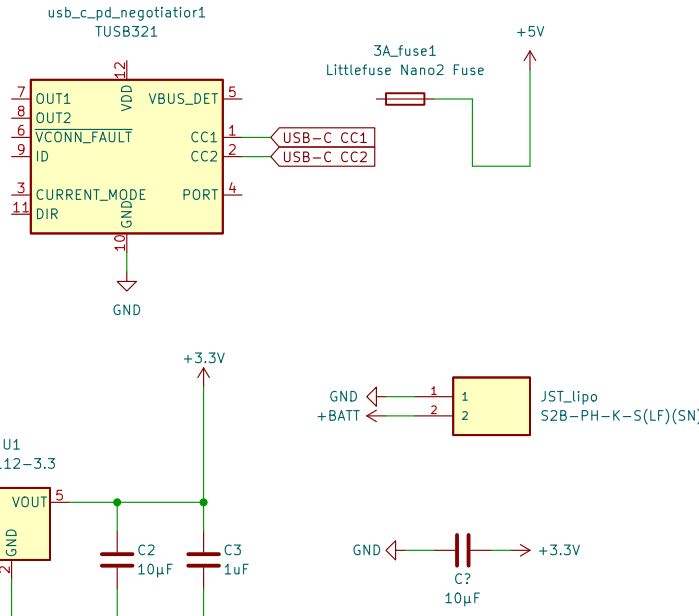 usb_c_pd_negotiatior1
TUSB321
12
VDD
7 OUT1
8 OUT2
6 VCONN_FAULT
9 ID
3 CURRENT_MODE
11 DIR
VBUS_DET 5
CC1 1
CC2 2
PORT 4
GND
10
GND
USB-C CC1
USB-C CC2
3A_fuse1
Littlefuse Nano2 Fuse
+5V
+3.3V
GND 1 1
+BATT 2 2
JST_lipo
S2B-PH-K-S(LF)(SN)
U1
112-3.3
VOUT 5
GND
2
C2
10µF
C3
1uF
GND
+3.3V
C?
10µF